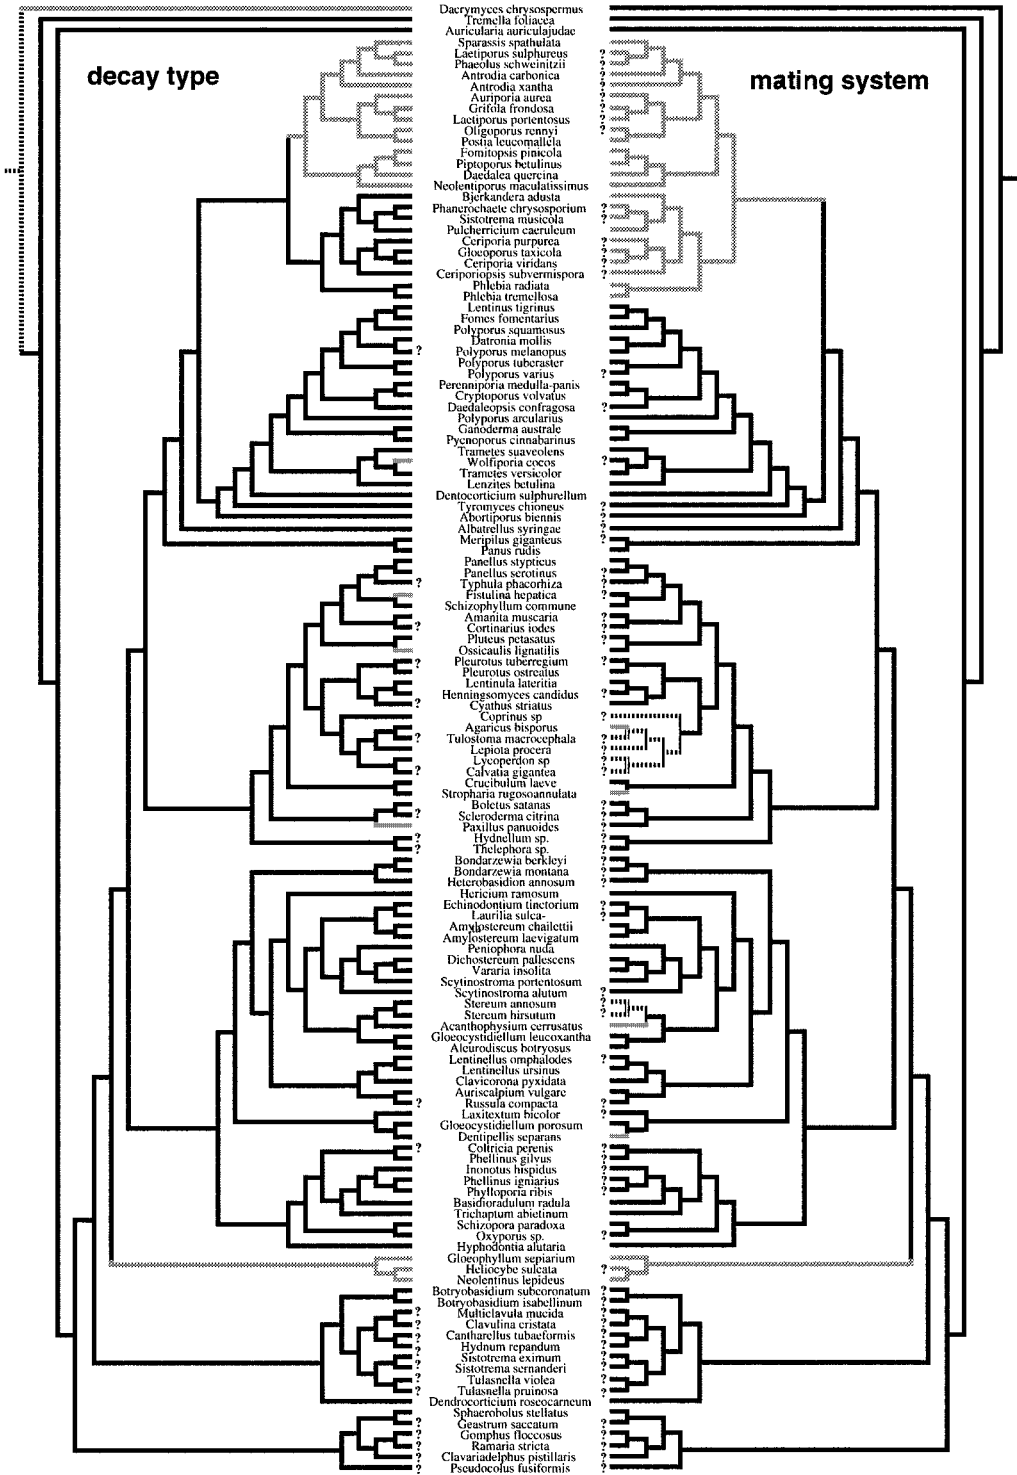 Dacrymyces chrysospermus
Tremella foliacea
Auricularia auriculajudae
decay type
mating system
Sparassis spathulata
Laetiporus sulphureus ?
Phaeolus schweinitzii ?
Antrodia carbonica ?
Antrodia xantha ?
Auriporia aurea ?
Grifola frondosa ?
Laetiporus portentosus ?
Oligoporus rennyi ?
Postia leucomallela
Fomitopsis pinicola
Piptoporus betulinus
Daedalea quercina
Neolentiporus maculatissimus
Bjerkandera adusta
Phanerochaete chrysosporium ?
Sistotrema musicola ?
Pulcherricium caeruleum
Ceriporia purpurea ?
Gloeoporus taxicola ?
Ceriporia viridans ?
Ceriporiopsis subvermispora ?
Phlebia radiata
Phlebia tremellosa
Lentinus tigrinus
Fomes fomentarius
Polyporus squamosus
Datronia mollis
? Polyporus melanopus
Polyporus tuberaster
Polyporus varius ?
Perenniporia medulla-panis
Cryptoporus volvatus
Daedaleopsis confragosa ?
Polyporus arcularius
Ganoderma australe
Pycnoporus cinnabarinus
Trametes suaveolens
Wolfiporia cocos ?
Trametes versicolor
Lenzites betulina
Dentocorticium sulphurellum
Tyromyces chioneus ?
Abortiporus biennis ?
Albatrellus syringae ?
Meripilus giganteus ?
Panus rudis
Panellus stypticus
Panellus serotinus ?
? Typhula phacorhiza ?
Fistulina hepatica ?
Schizophyllum commune
Amanita muscaria ?
? Cortinarius iodes ?
Pluteus petasatus ?
Ossicaulis lignatilis
? Pleurotus tuberregium ?
Pleurotus ostreatus
Lentinula lateritia
Henningsomyces candidus ?
? Cyathus striatus
Coprinus sp ?
Agaricus bisporus
? Tulostoma macrocephala ?
Lepiota procera ?
Lycoperdon sp ?
? Calvatia gigantea ?
Crucibulum laeve
Stropharia rugosoannulata
Boletus satanas ?
? Scleroderma citrina ?
Paxillus panuoides ?
? Hydnellum sp. ?
? Thelephora sp. ?
Bondarzewia berkleyi ?
Bondarzewia montana ?
Heterobasidion annosum ?
Hericium ramosum
Echinodontium tinctorium ?
Laurilia sulca- ?
Amylostereum chailettii
Amylostereum laevigatum
Peniophora nuda
Dichostereum pallescens
Vararia insolita
Scytinostroma portentosum
Scytinostroma alutum ?
Stereum annosum ?
Stereum hirsutum ?
Acanthophysium cerrusatus
Gloeocystidiellum leucoxantha
Aleurodiscus botryosus
Lentinellus omphalodes ?
Lentinellus ursinus
Clavicorona pyxidata
Auriscalpium vulgare
? Russula compacta ?
Laxitextum bicolor ?
Gloeocystidiellum porosum
Dentipellis separans
? Coltricia perenis ?
Phellinus gilvus ?
Inonotus hispidus ?
Phellinus igniarius ?
Phylloporia ribis ?
Basidioradulum radula
Trichaptum abietinum
Schizopora paradoxa
Oxyporus sp. ?
Hyphodontia alutaria
Gloeophyllum sepiarium
Heliocybe sulcata ?
Neolentinus lepideus
Botryobasidium subcoronatum ?
Botryobasidium isabellinum ?
? Multiclavula mucida ?
? Clavulina cristata ?
? Cantharellus tubaeformis ?
? Hydnum repandum ?
? Sistotrema eximum ?
? Sistotrema sernanderi ?
? Tulasnella violea ?
? Tulasnella pruinosa ?
Dendrocorticium roseocarneum
Sphaerobolus stellatus
? Geastrum saccatum ?
? Gomphus floccosus ?
? Ramaria stricta ?
? Clavariadelphus pistillaris ?
? Pseudocolus fusiformis ?